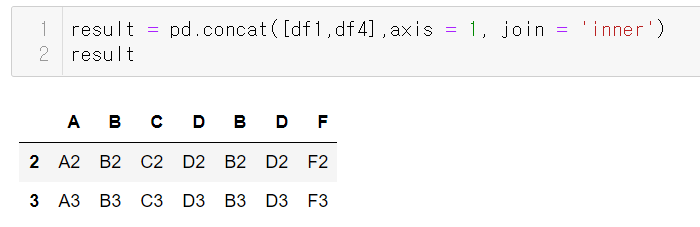 1 result = pd.concat([df1,df4],axis = 1, join = 'inner')
2 result
A B C D B D F
2 A2 B2 C2 D2 B2 D2 F2
3 A3 B3 C3 D3 B3 D3 F3